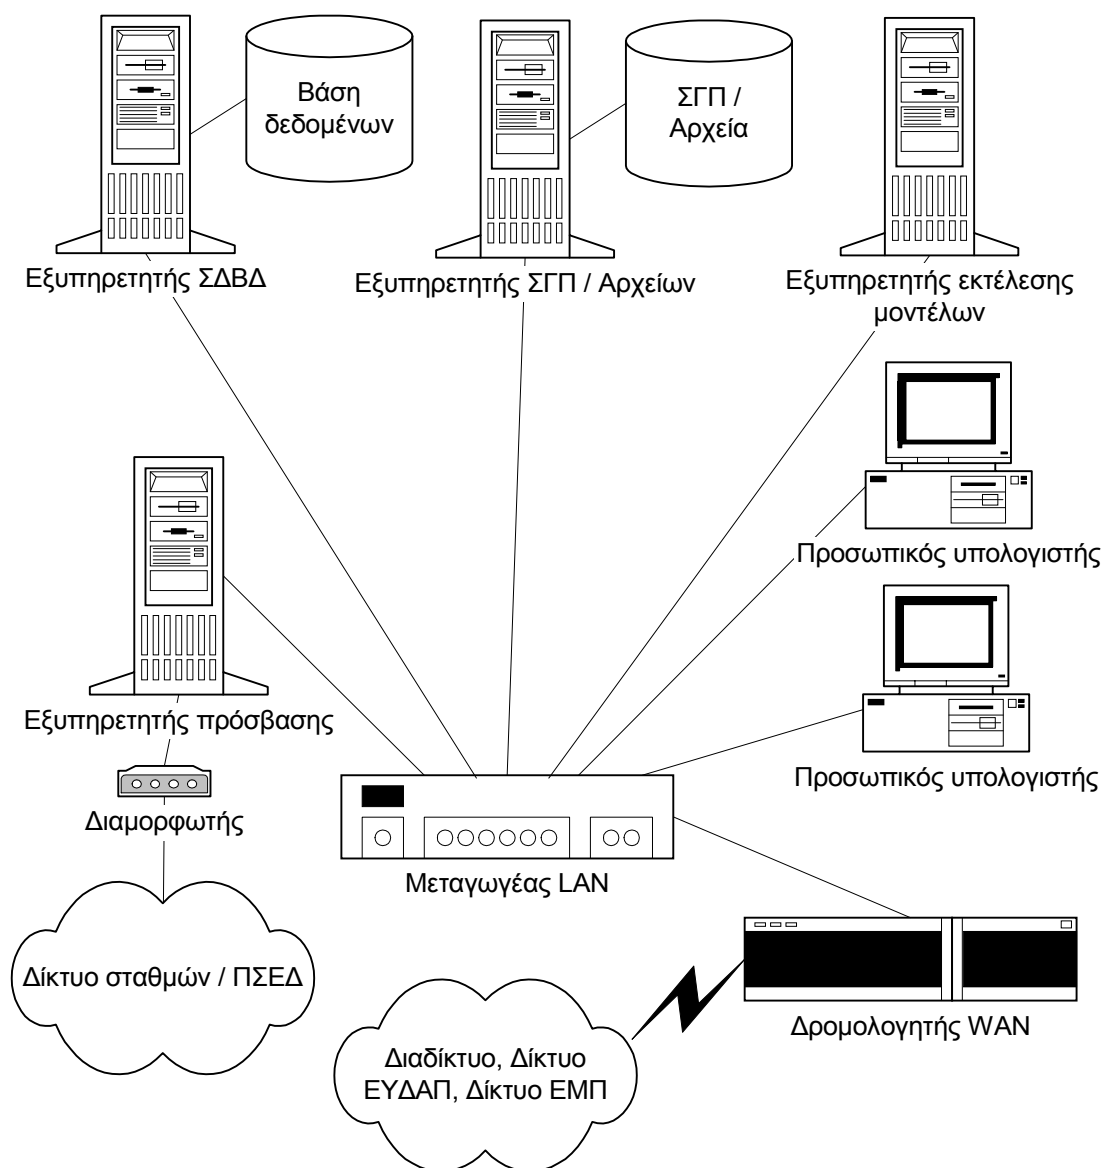 Βάση
δεδομένων
ΣΓΠ /
Αρχεία
Εξυπηρετητής ΣΔΒΔ
Εξυπηρετητής ΣΓΠ / Αρχείων
Εξυπηρετητής εκτέλεσης
μοντέλων
Προσωπικός υπολογιστής
Εξυπηρετητής πρόσβασης
Προσωπικός υπολογιστής
Διαμορφωτής
Μεταγωγέας LAN
Δίκτυο σταθμών / ΠΣΕΔ
Δρομολογητής WAN
Διαδίκτυο, Δίκτυο
ΕΥΔΑΠ, Δίκτυο ΕΜΠ